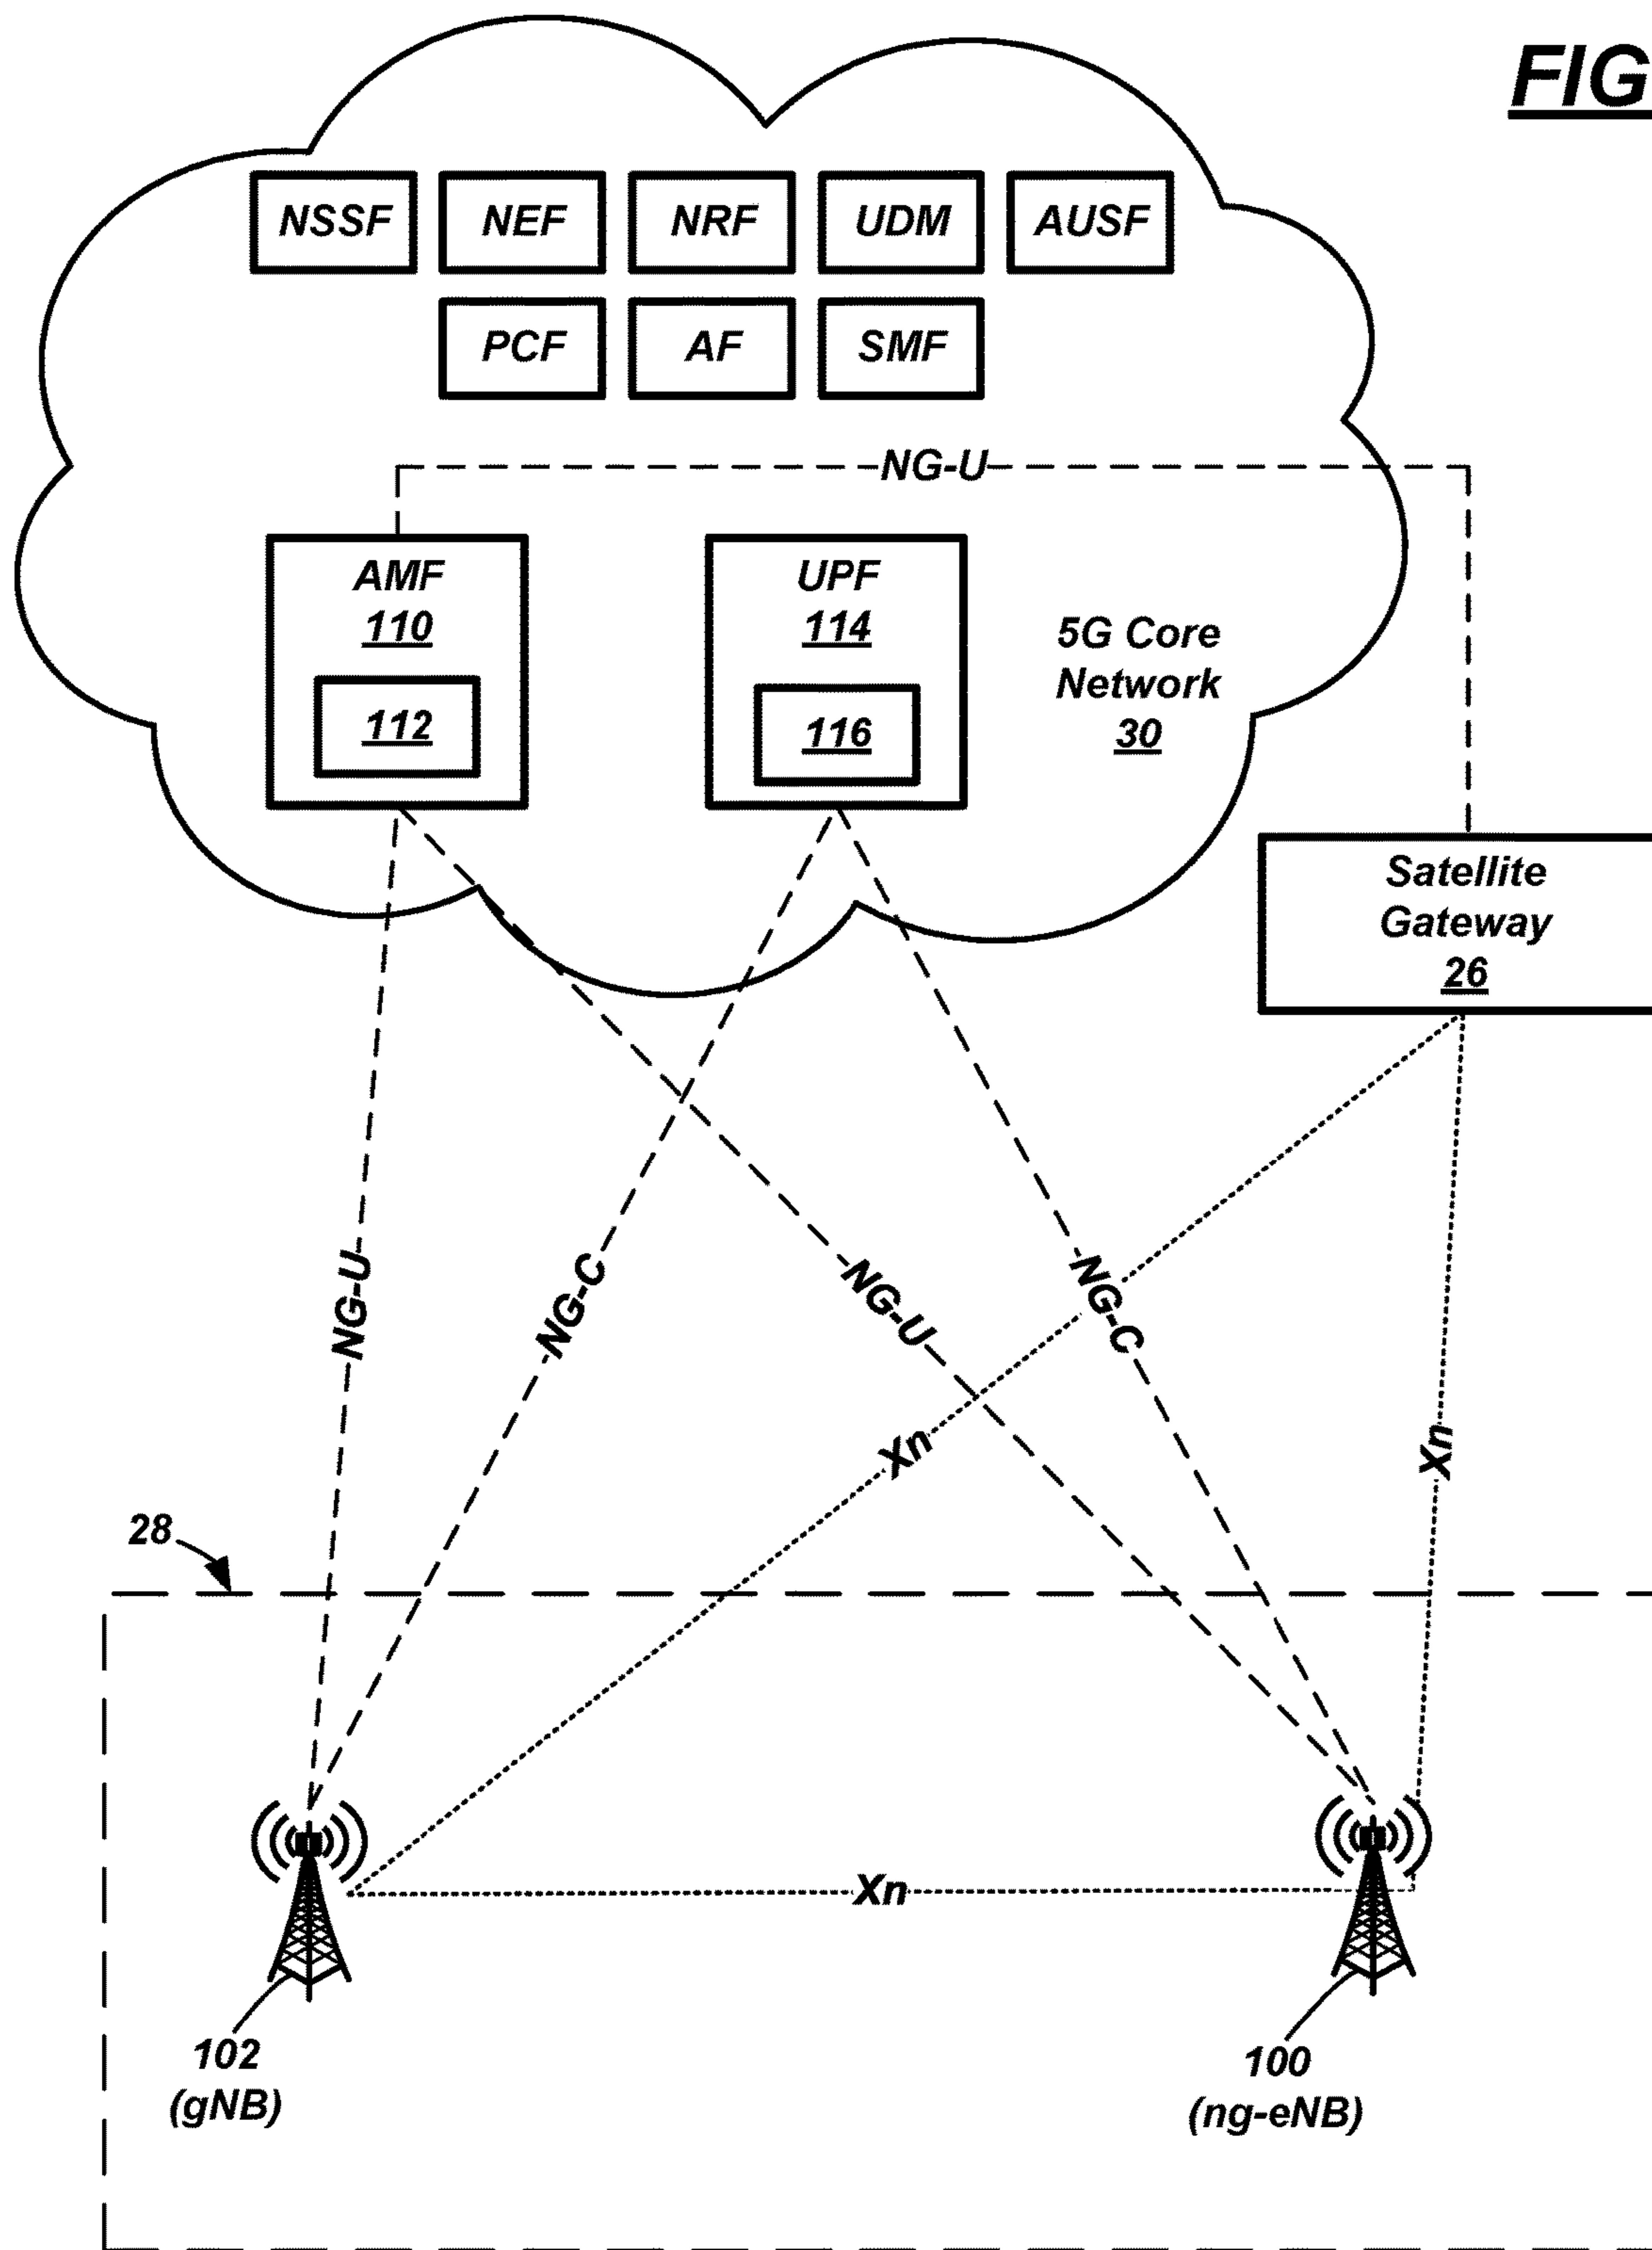 FIG
NSSF
NEF
NRF
UDM
AUSF
PCF
AF
SMF
NG-U
AMF
110
112
UPF
114
116
5G Core
Network
30
Satellite
Gateway
26
NG-U
NG-C
NG-U
NG-C
Xn
Xn
28
Xn
102
(gNB)
100
(ng-eNB)